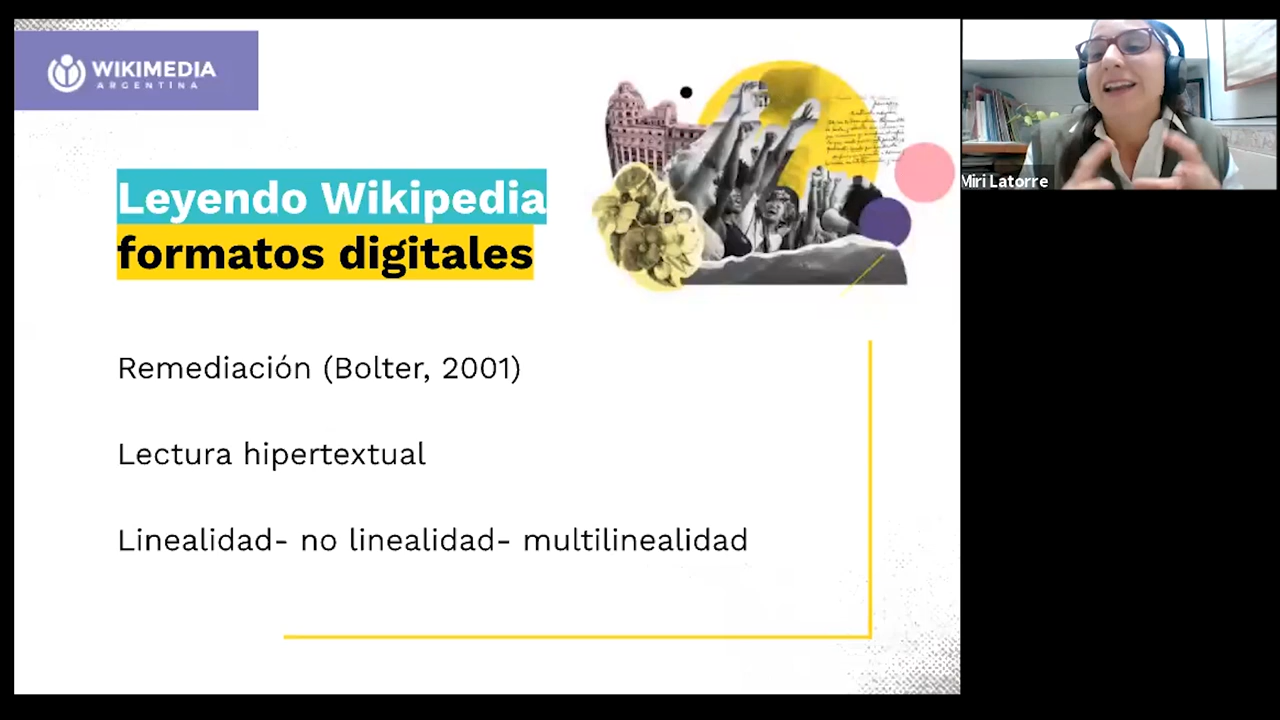 WIKIMEDIA
ARGENTINA
Leyendo Wikipedia
formatos digitales
Remediación (Bolter, 2001)
Lectura hipertextual
Linealidad- no linealidad- multilinealidad
Miri Latorre